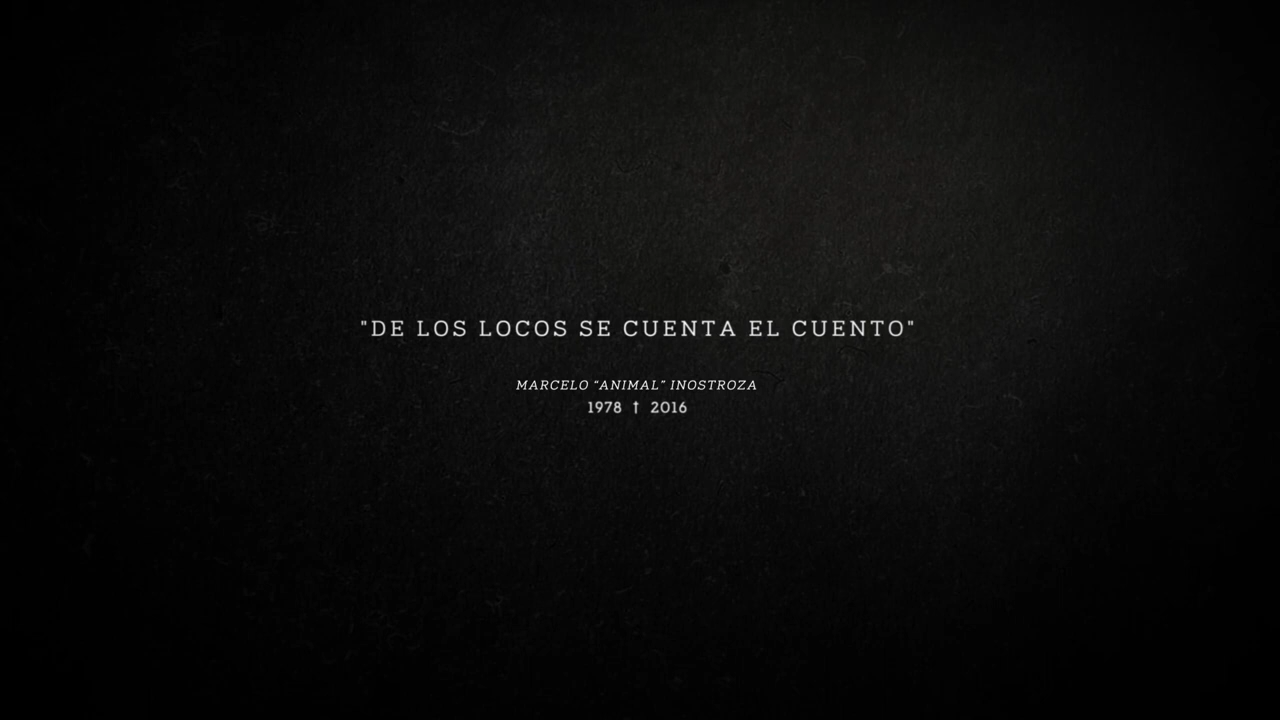 "DE LOS LOCOS SE CUENTA EL CUENTO"
MARCELO “ANIMAL” INOSTROZA
1978 † 2016